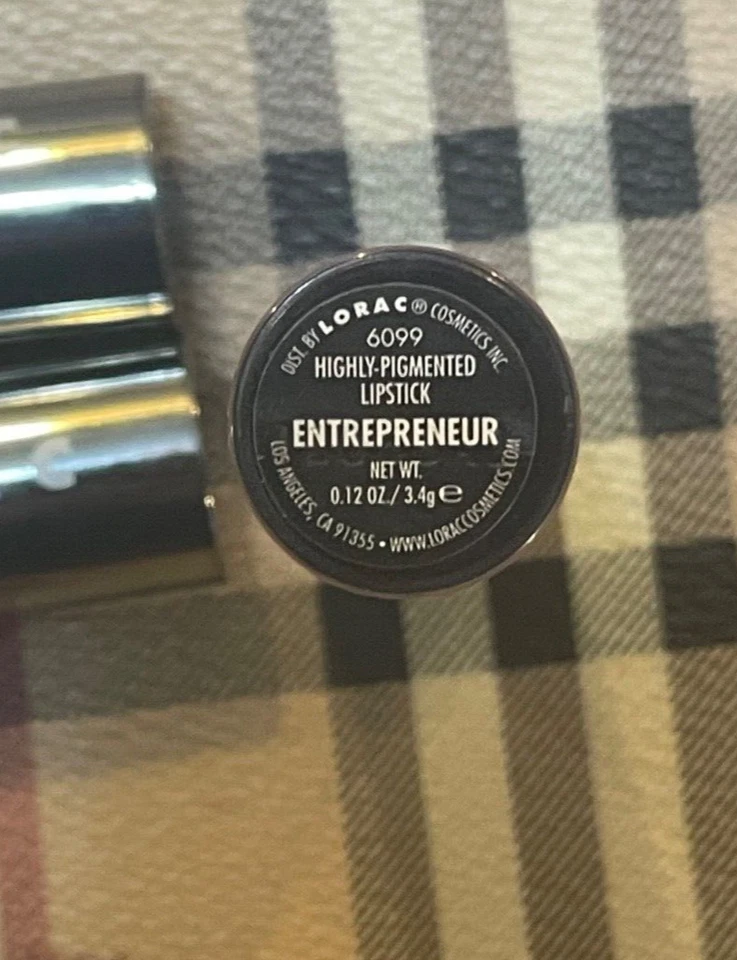 DIST. BY LORAC® COSMETICS INC.
6099
HIGHLY-PIGMENTED
LIPSTICK
ENTREPRENEUR
NET WT.
0.12 OZ./ 3.4g ℮
LOS ANGELES, CA 91355 • WWW.LORACCOSMETICS.COM
C